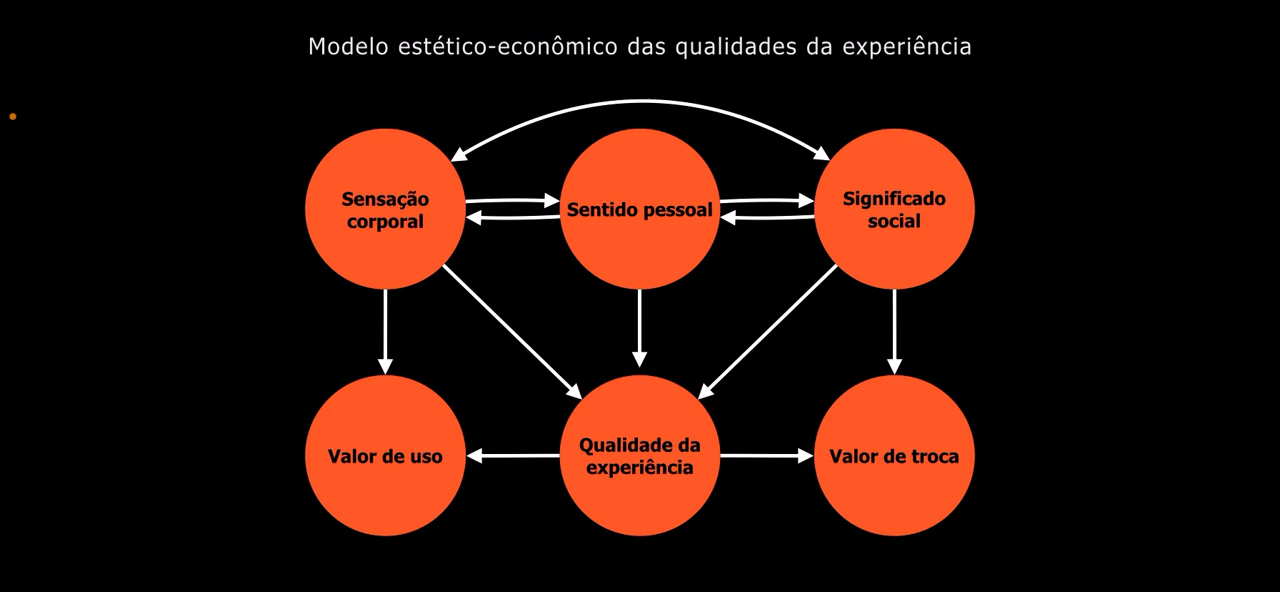 Modelo estético-econômico das qualidades da experiência
Sensação
corporal
Sentido pessoal
Significado
social
Valor de uso
Qualidade da
experiência
Valor de troca